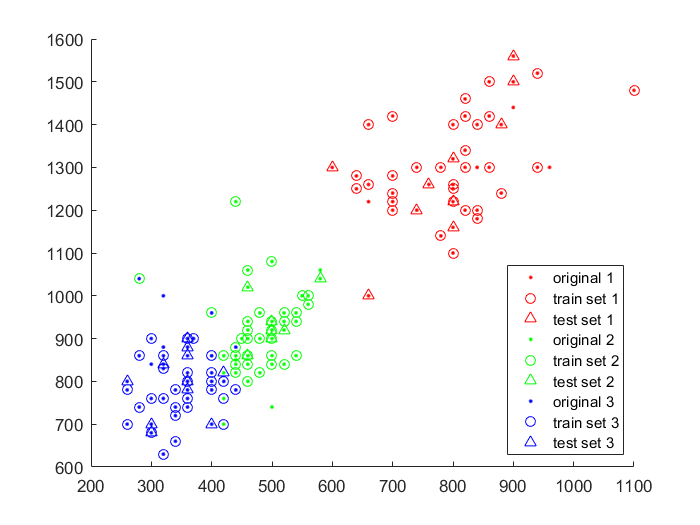 1600
1500
1400
1300
1200
1100
1000
900
800
700
600
200 300 400 500 600 700 800 900 1000 1100
original 1
train set 1
test set 1
original 2
train set 2
test set 2
original 3
train set 3
test set 3